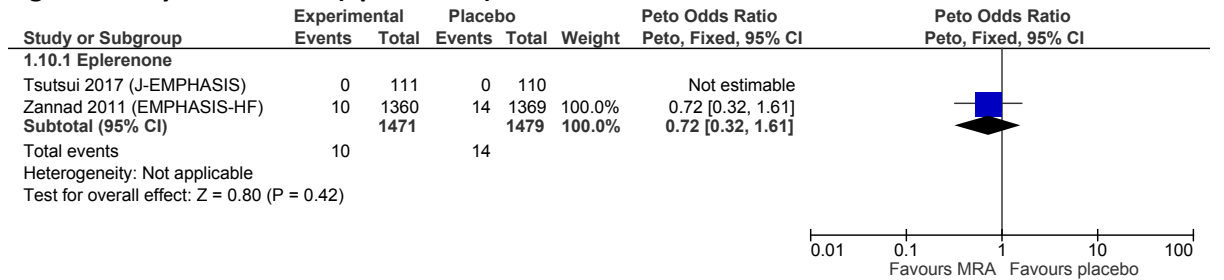 Experimental Placebo Peto Odds Ratio Peto Odds Ratio
Study or Subgroup Events Total Events Total Weight Peto, Fixed, 95% CI Peto, Fixed, 95% CI
1.10.1 Eplerenone
Tsutsui 2017 (J-EMPHASIS) 0 111 0 110 Not estimable
Zannad 2011 (EMPHASIS-HF) 10 1360 14 1369 100.0% 0.72 [0.32, 1.61]
Subtotal (95% CI) 1471 1479 100.0% 0.72 [0.32, 1.61]
Total events 10 14
Heterogeneity: Not applicable
Test for overall effect: Z = 0.80 (P = 0.42)
0.01 0.1 1 10 100
Favours MRA Favours placebo